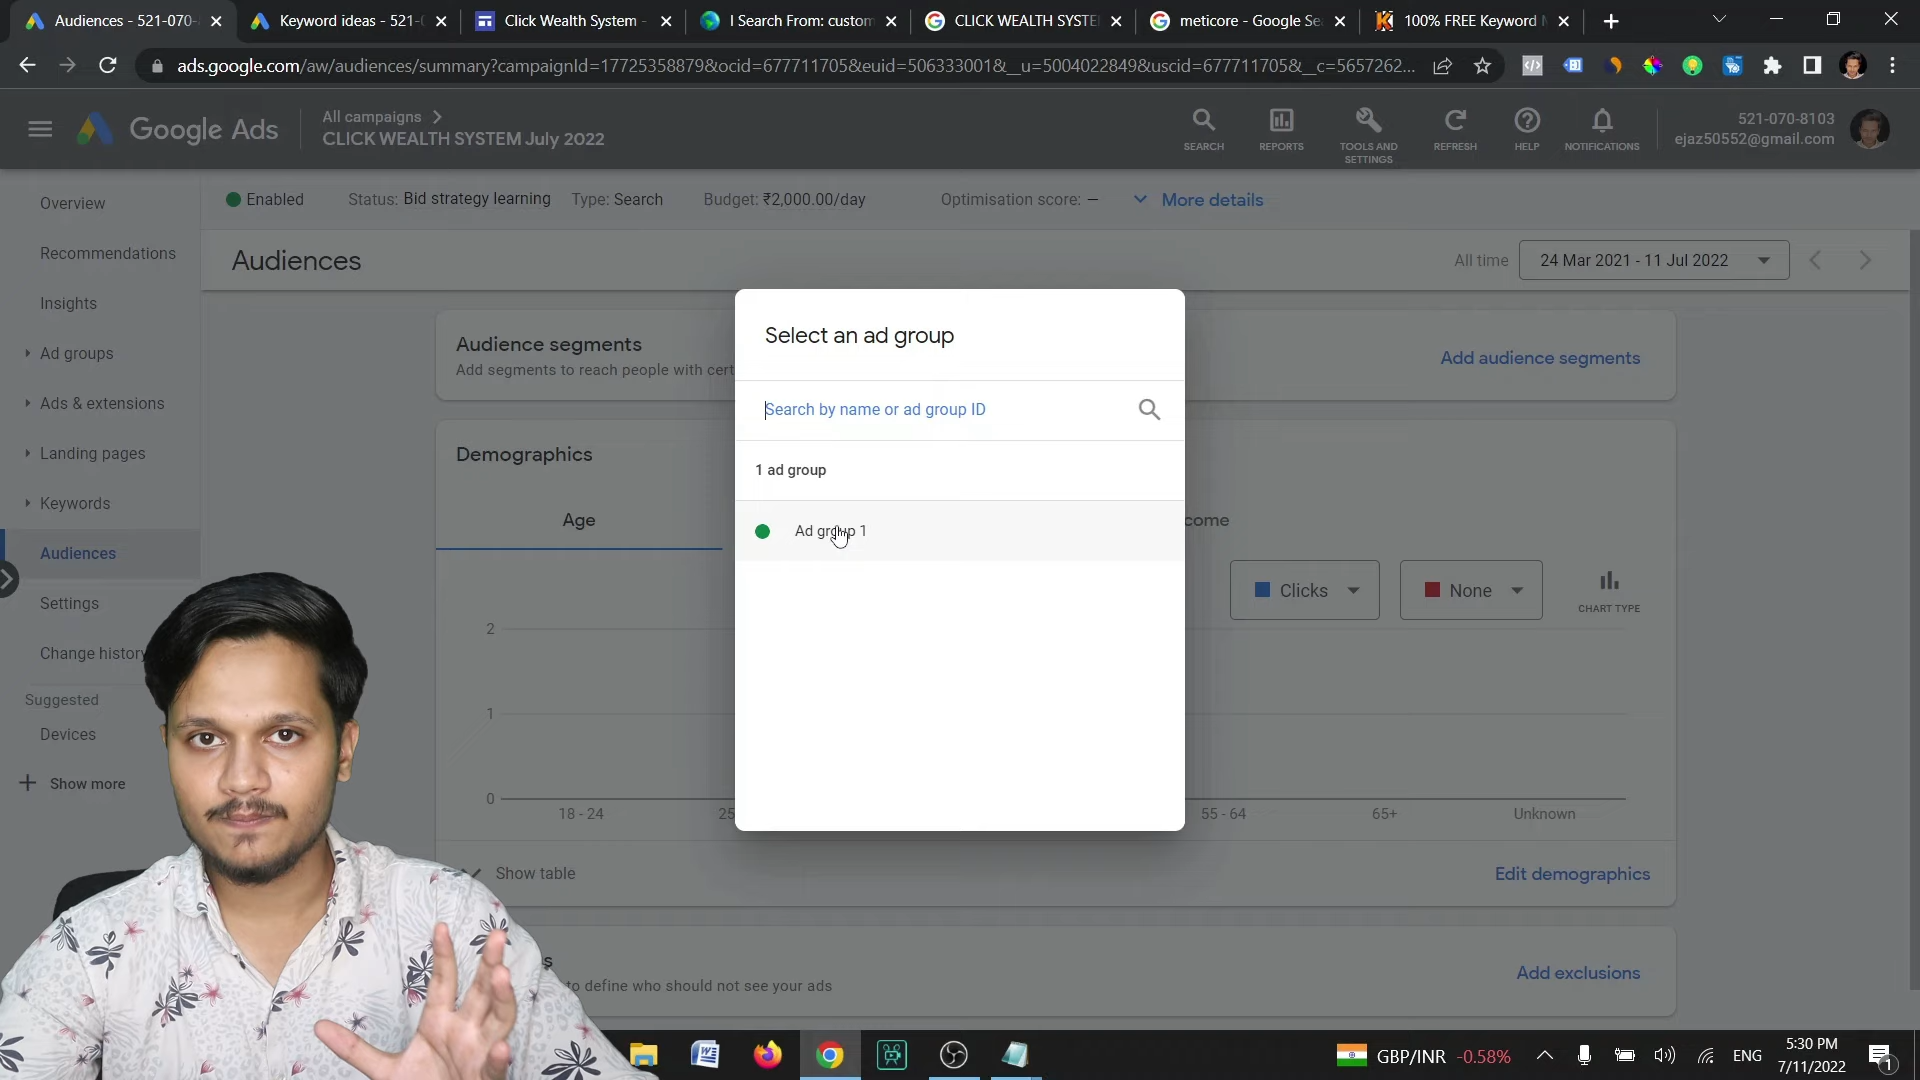 Audiences - 521-070-
Keyword ideas - 521-
Click Wealth System -
I Search From: custom
CLICK WEALTH SYSTE
meticore - Google Se
100% FREE Keyword
ads.google.com/aw/audiences/summary?campaignId=17725358879&ocid=677711705&euid=506333001&__u=5004022849&uscid=677711705&__c=5657262...
Google Ads
All campaigns
CLICK WEALTH SYSTEM July 2022
SEARCH
REPORTS
TOOLS AND
SETTINGS
REFRESH
HELP
NOTIFICATIONS
521-070-8103
ejaz50552@gmail.com
Enabled
Status: Bid strategy learning
Type: Search
Budget: ₹2,000.00/day
Optimisation score: –
More details
Overview
Recommendations
Insights
Ad groups
Ads & extensions
Landing pages
Keywords
Audiences
Settings
Change history
Suggested
Devices
Show more
Audiences
All time
24 Mar 2021 - 11 Jul 2022
Audience segments
Add segments to reach people with cert
Add audience segments
Demographics
Age
come
Clicks
None
CHART TYPE
2
1
0
18 - 24
25
55 - 64
65+
Unknown
Show table
Edit demographics
s
to define who should not see your ads
Add exclusions
Select an ad group
Search by name or ad group ID
1 ad group
Ad group 1
GBP/INR -0.58%
ENG
5:30 PM
7/11/2022
1